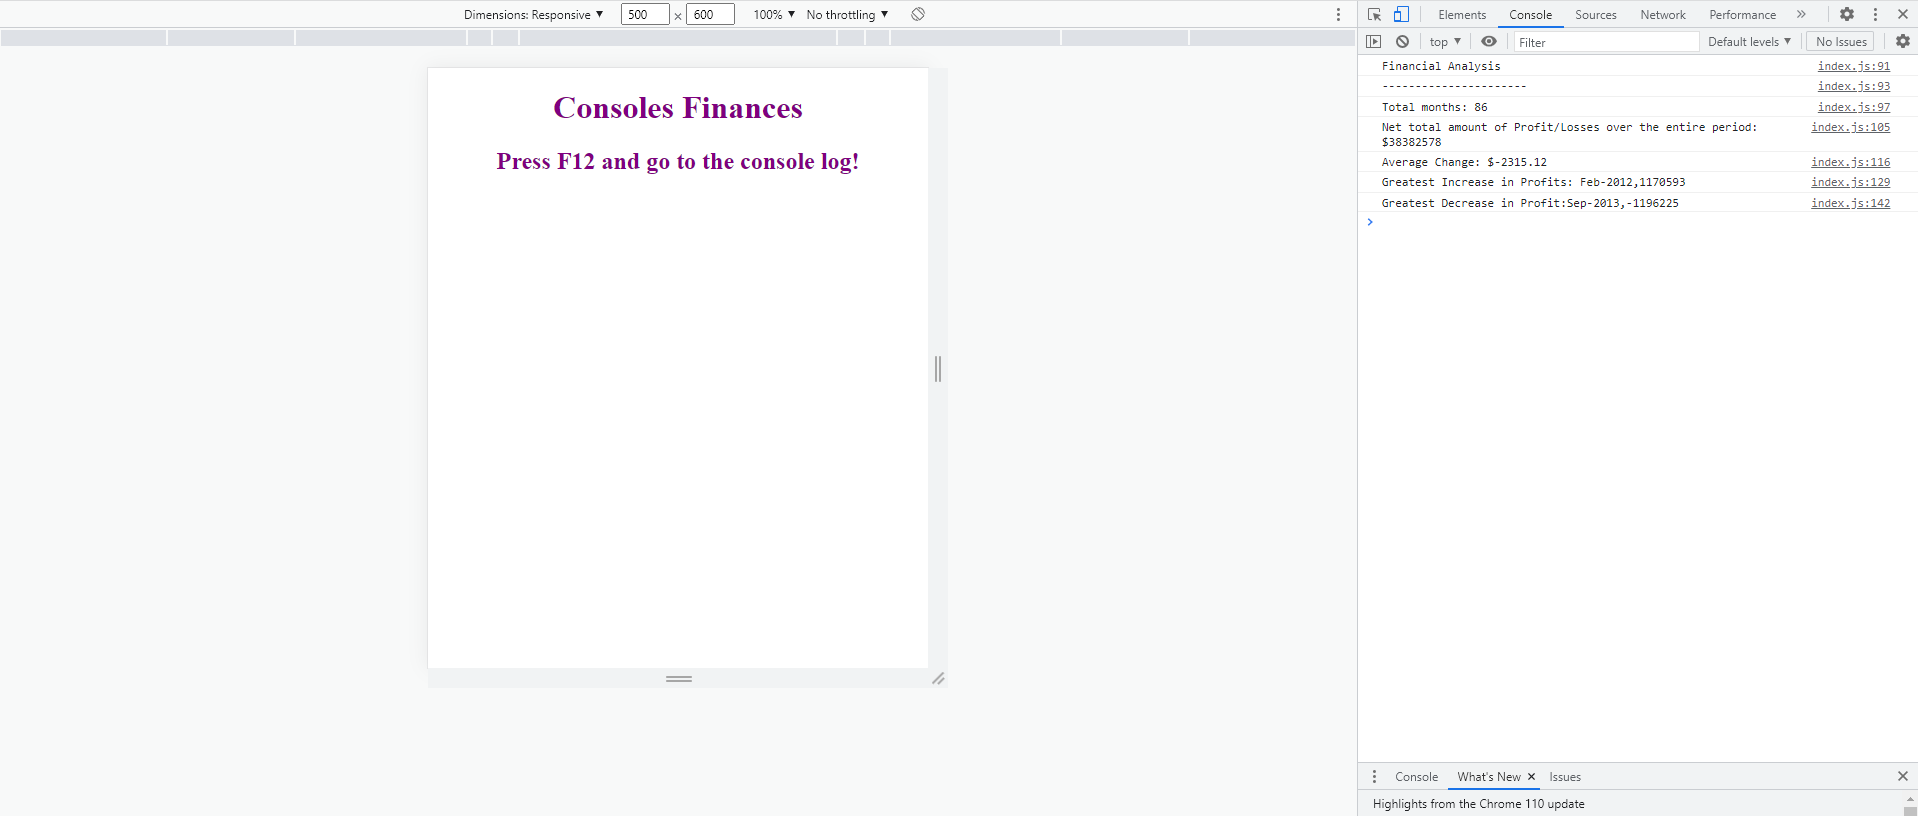 Dimensions: Responsive ▼ 500 × 600 100% ▼ No throttling ▼
Elements Console Sources Network Performance »
top ▼ Filter Default levels ▼ No Issues
Consoles Finances
Press F12 and go to the console log!
Financial Analysis index.js:91
---------------------- index.js:93
Total months: 86 index.js:97
Net total amount of Profit/Losses over the entire period: index.js:105
$38382578
Average Change: $-2315.12 index.js:116
Greatest Increase in Profits: Feb-2012,1170593 index.js:129
Greatest Decrease in Profit:Sep-2013,-1196225 index.js:142
>
Console What's New × Issues
Highlights from the Chrome 110 update